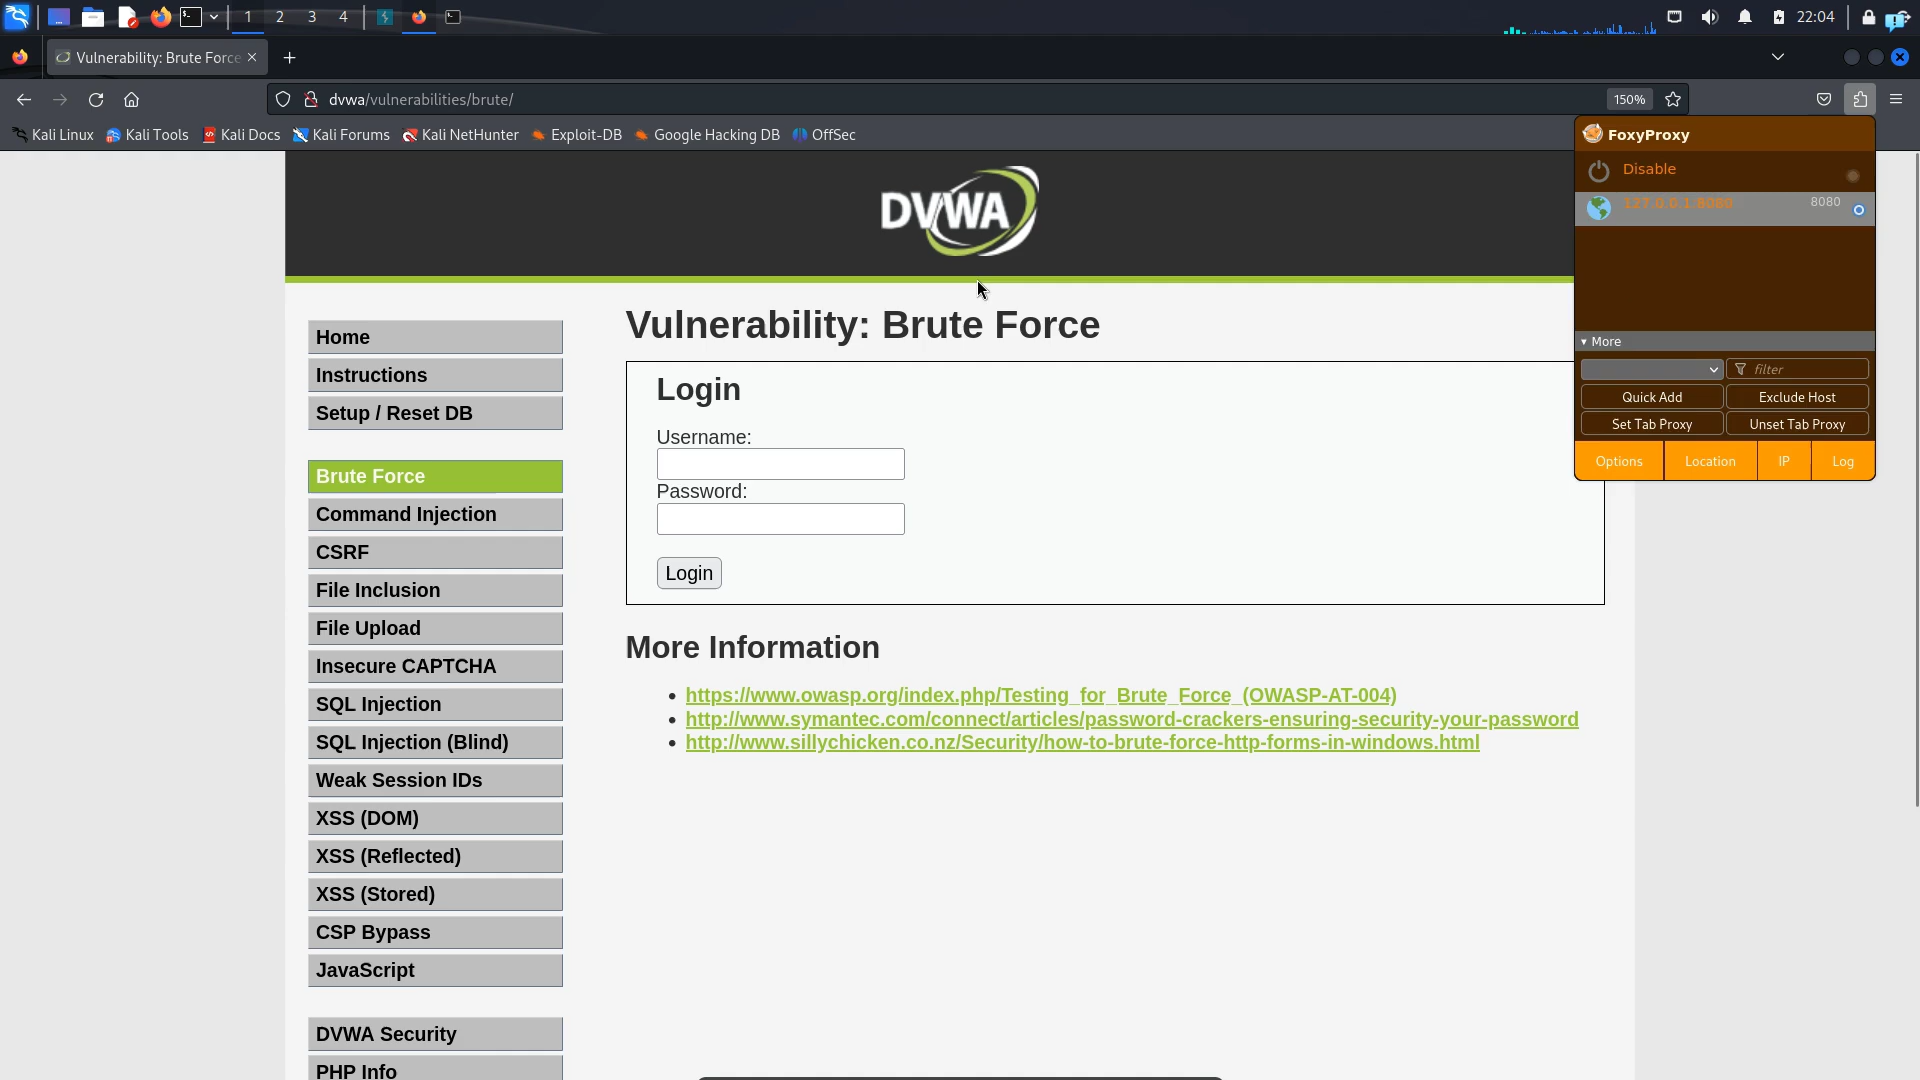 1
2
3
4
22:04
Vulnerability: Brute Force
dvwa/vulnerabilities/brute/
150%
Kali Linux
Kali Tools
Kali Docs
Kali Forums
Kali NetHunter
Exploit-DB
Google Hacking DB
OffSec
FoxyProxy
Disable
127.0.0.1:8080
8080
More
filter
Quick Add
Exclude Host
Set Tab Proxy
Unset Tab Proxy
Options
Location
IP
Log
DVWA
Home
Instructions
Setup / Reset DB
Brute Force
Command Injection
CSRF
File Inclusion
File Upload
Insecure CAPTCHA
SQL Injection
SQL Injection (Blind)
Weak Session IDs
XSS (DOM)
XSS (Reflected)
XSS (Stored)
CSP Bypass
JavaScript
DVWA Security
PHP Info
Vulnerability: Brute Force
Login
Username:
Password:
Login
More Information
https://www.owasp.org/index.php/Testing_for_Brute_Force_(OWASP-AT-004)
http://www.symantec.com/connect/articles/password-crackers-ensuring-security-your-password
http://www.sillychicken.co.nz/Security/how-to-brute-force-http-forms-in-windows.html